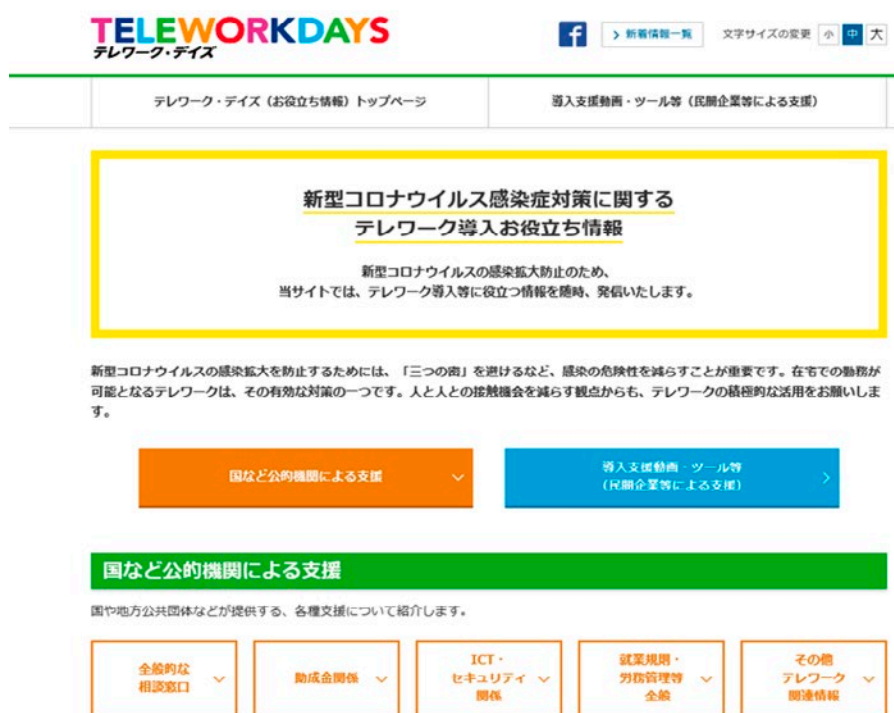 TELEWORKDAYS
テレワーク・デイズ
新着情報一覧
文字サイズの変更 小 中 大
テレワーク・デイズ（お役立ち情報）トップページ
導入支援動画・ツール等（民間企業等による支援）
新型コロナウイルス感染症対策に関する
テレワーク導入お役立ち情報
新型コロナウイルスの感染拡大防止のため、
当サイトでは、テレワーク導入等に役立つ情報を随時、発信いたします。
新型コロナウイルスの感染拡大を防止するためには、「三つの密」を避けるなど、感染の危険性を減らすことが重要です。在宅での勤務が
可能となるテレワークは、その有効な対策の一つです。人と人との接触機会を減らす観点からも、テレワークの積極的な活用をお願いしま
す。
国など公的機関による支援
導入支援動画・ツール等
（民間企業等による支援）
国など公的機関による支援
国や地方公共団体などが提供する、各種支援について紹介します。
全般的な
相談窓口
助成金関係
ICT・
セキュリティ
関係
就業規則・
労務管理等
全般
その他
テレワーク
関連情報